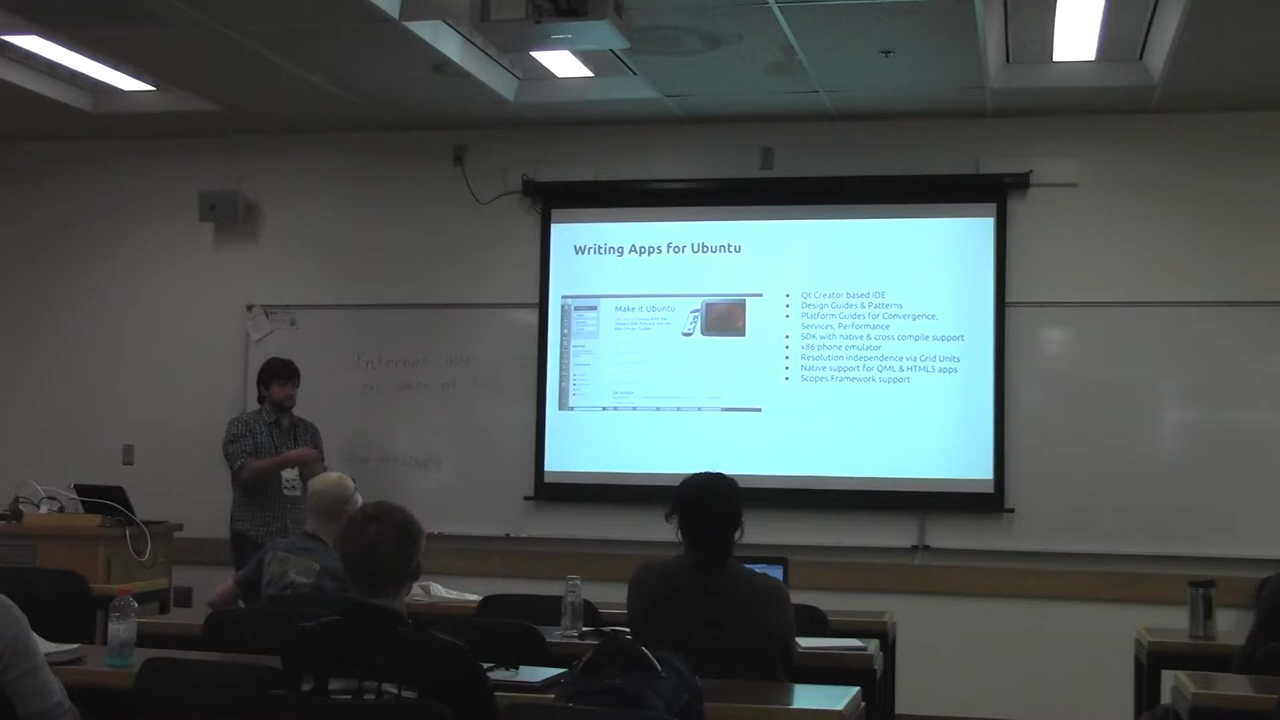 Writing Apps for Ubuntu
Make it Ubuntu
Qt Creator based IDE
Design Guides & Patterns
Platform Guides for Convergence,
Services, Performance
SDK with native & cross compile support
x86 phone emulator
Resolution independence via Grid Units
Native support for QML & HTML5 apps
Scopes Framework support
Internet